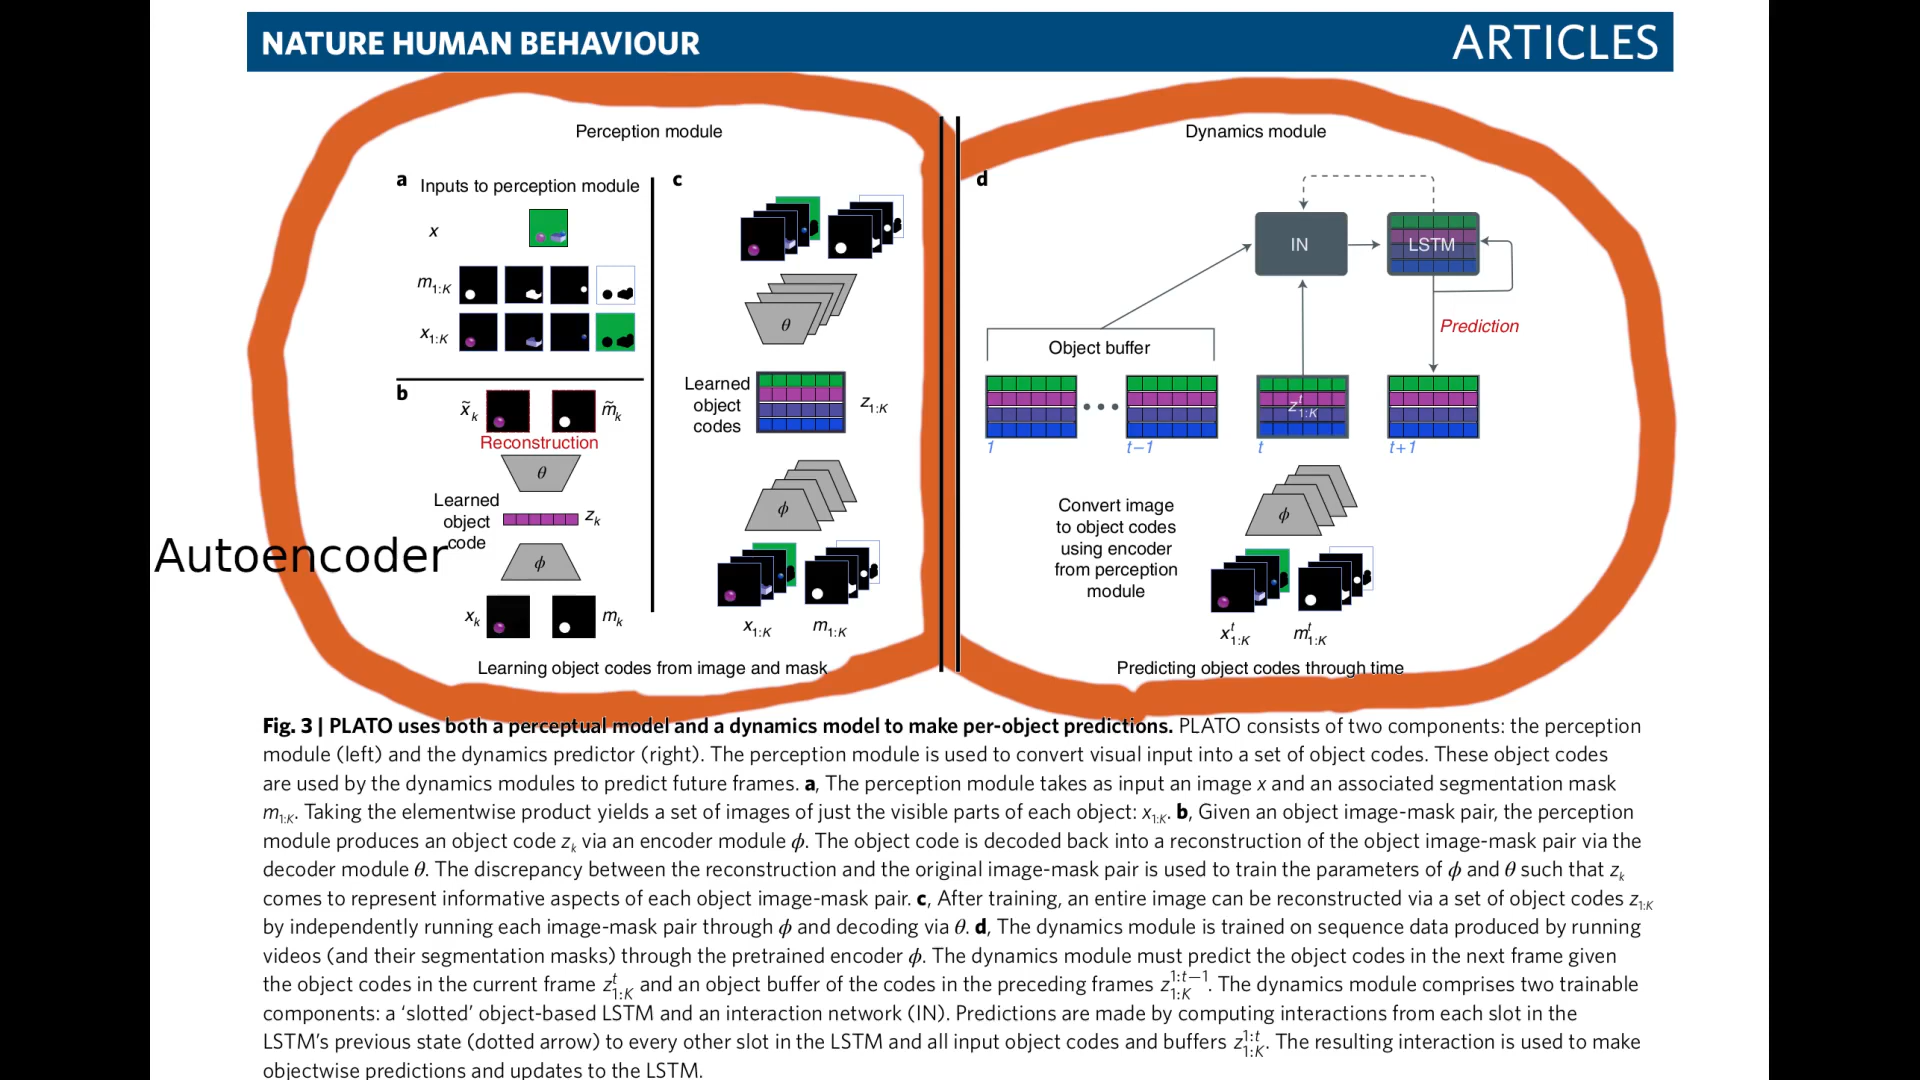 NATURE HUMAN BEHAVIOUR
ARTICLES
Perception module
a
Inputs to perception module
x
m1:K
x1:K
b
x̃k
m̃k
Reconstruction
θ
Learned
object
code
zk
ϕ
xk
mk
Autoencoder
c
θ
Learned
object
codes
z1:K
ϕ
x1:K
m1:K
Learning object codes from image and mask
Dynamics module
d
IN
LSTM
Prediction
Object buffer
z^t_1:K
1
t−1
t
t+1
Convert image
to object codes
using encoder
from perception
module
ϕ
x^t_1:K
m^t_1:K
Predicting object codes through time
Fig. 3 | PLATO uses both a perceptual model and a dynamics model to make per-object predictions. PLATO consists of two components: the perception
module (left) and the dynamics predictor (right). The perception module is used to convert visual input into a set of object codes. These object codes
are used by the dynamics modules to predict future frames. a, The perception module takes as input an image x and an associated segmentation mask
m1:K. Taking the elementwise product yields a set of images of just the visible parts of each object: x1:K. b, Given an object image-mask pair, the perception
module produces an object code zk via an encoder module ϕ. The object code is decoded back into a reconstruction of the object image-mask pair via the
decoder module θ. The discrepancy between the reconstruction and the original image-mask pair is used to train the parameters of ϕ and θ such that zk
comes to represent informative aspects of each object image-mask pair. c, After training, an entire image can be reconstructed via a set of object codes z1:K
by independently running each image-mask pair through ϕ and decoding via θ. d, The dynamics module is trained on sequence data produced by running
videos (and their segmentation masks) through the pretrained encoder ϕ. The dynamics module must predict the object codes in the next frame given
the object codes in the current frame z^t_1:K and an object buffer of the codes in the preceding frames z^1:t−1_1:K. The dynamics module comprises two trainable
components: a ‘slotted’ object-based LSTM and an interaction network (IN). Predictions are made by computing interactions from each slot in the
LSTM’s previous state (dotted arrow) to every other slot in the LSTM and all input object codes and buffers z^1:t_1:K. The resulting interaction is used to make
objectwise predictions and updates to the LSTM.